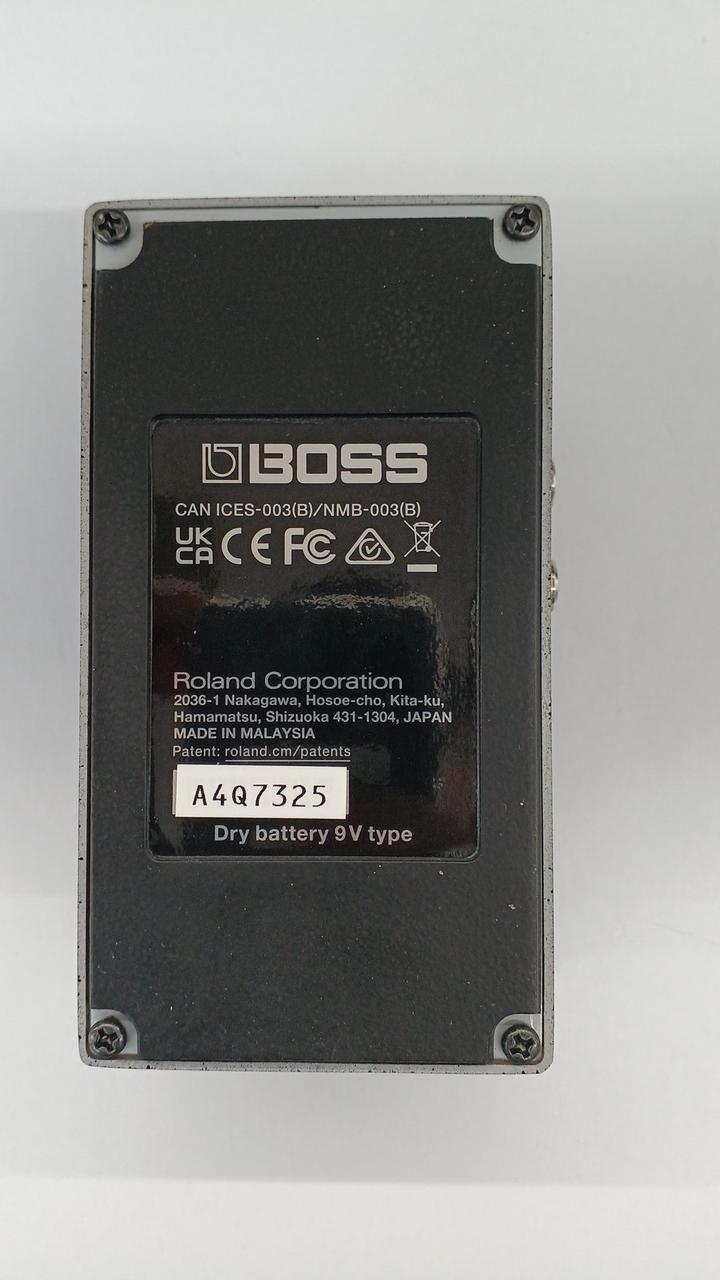 BOSS
CAN ICES-003(B)/NMB-003(B)
UK CA CE FC
Roland Corporation
2036-1 Nakagawa, Hosoe-cho, Kita-ku,
Hamamatsu, Shizuoka 431-1304, JAPAN
MADE IN MALAYSIA
Patent: roland.cm/patents
A4Q7325
Dry battery 9V type